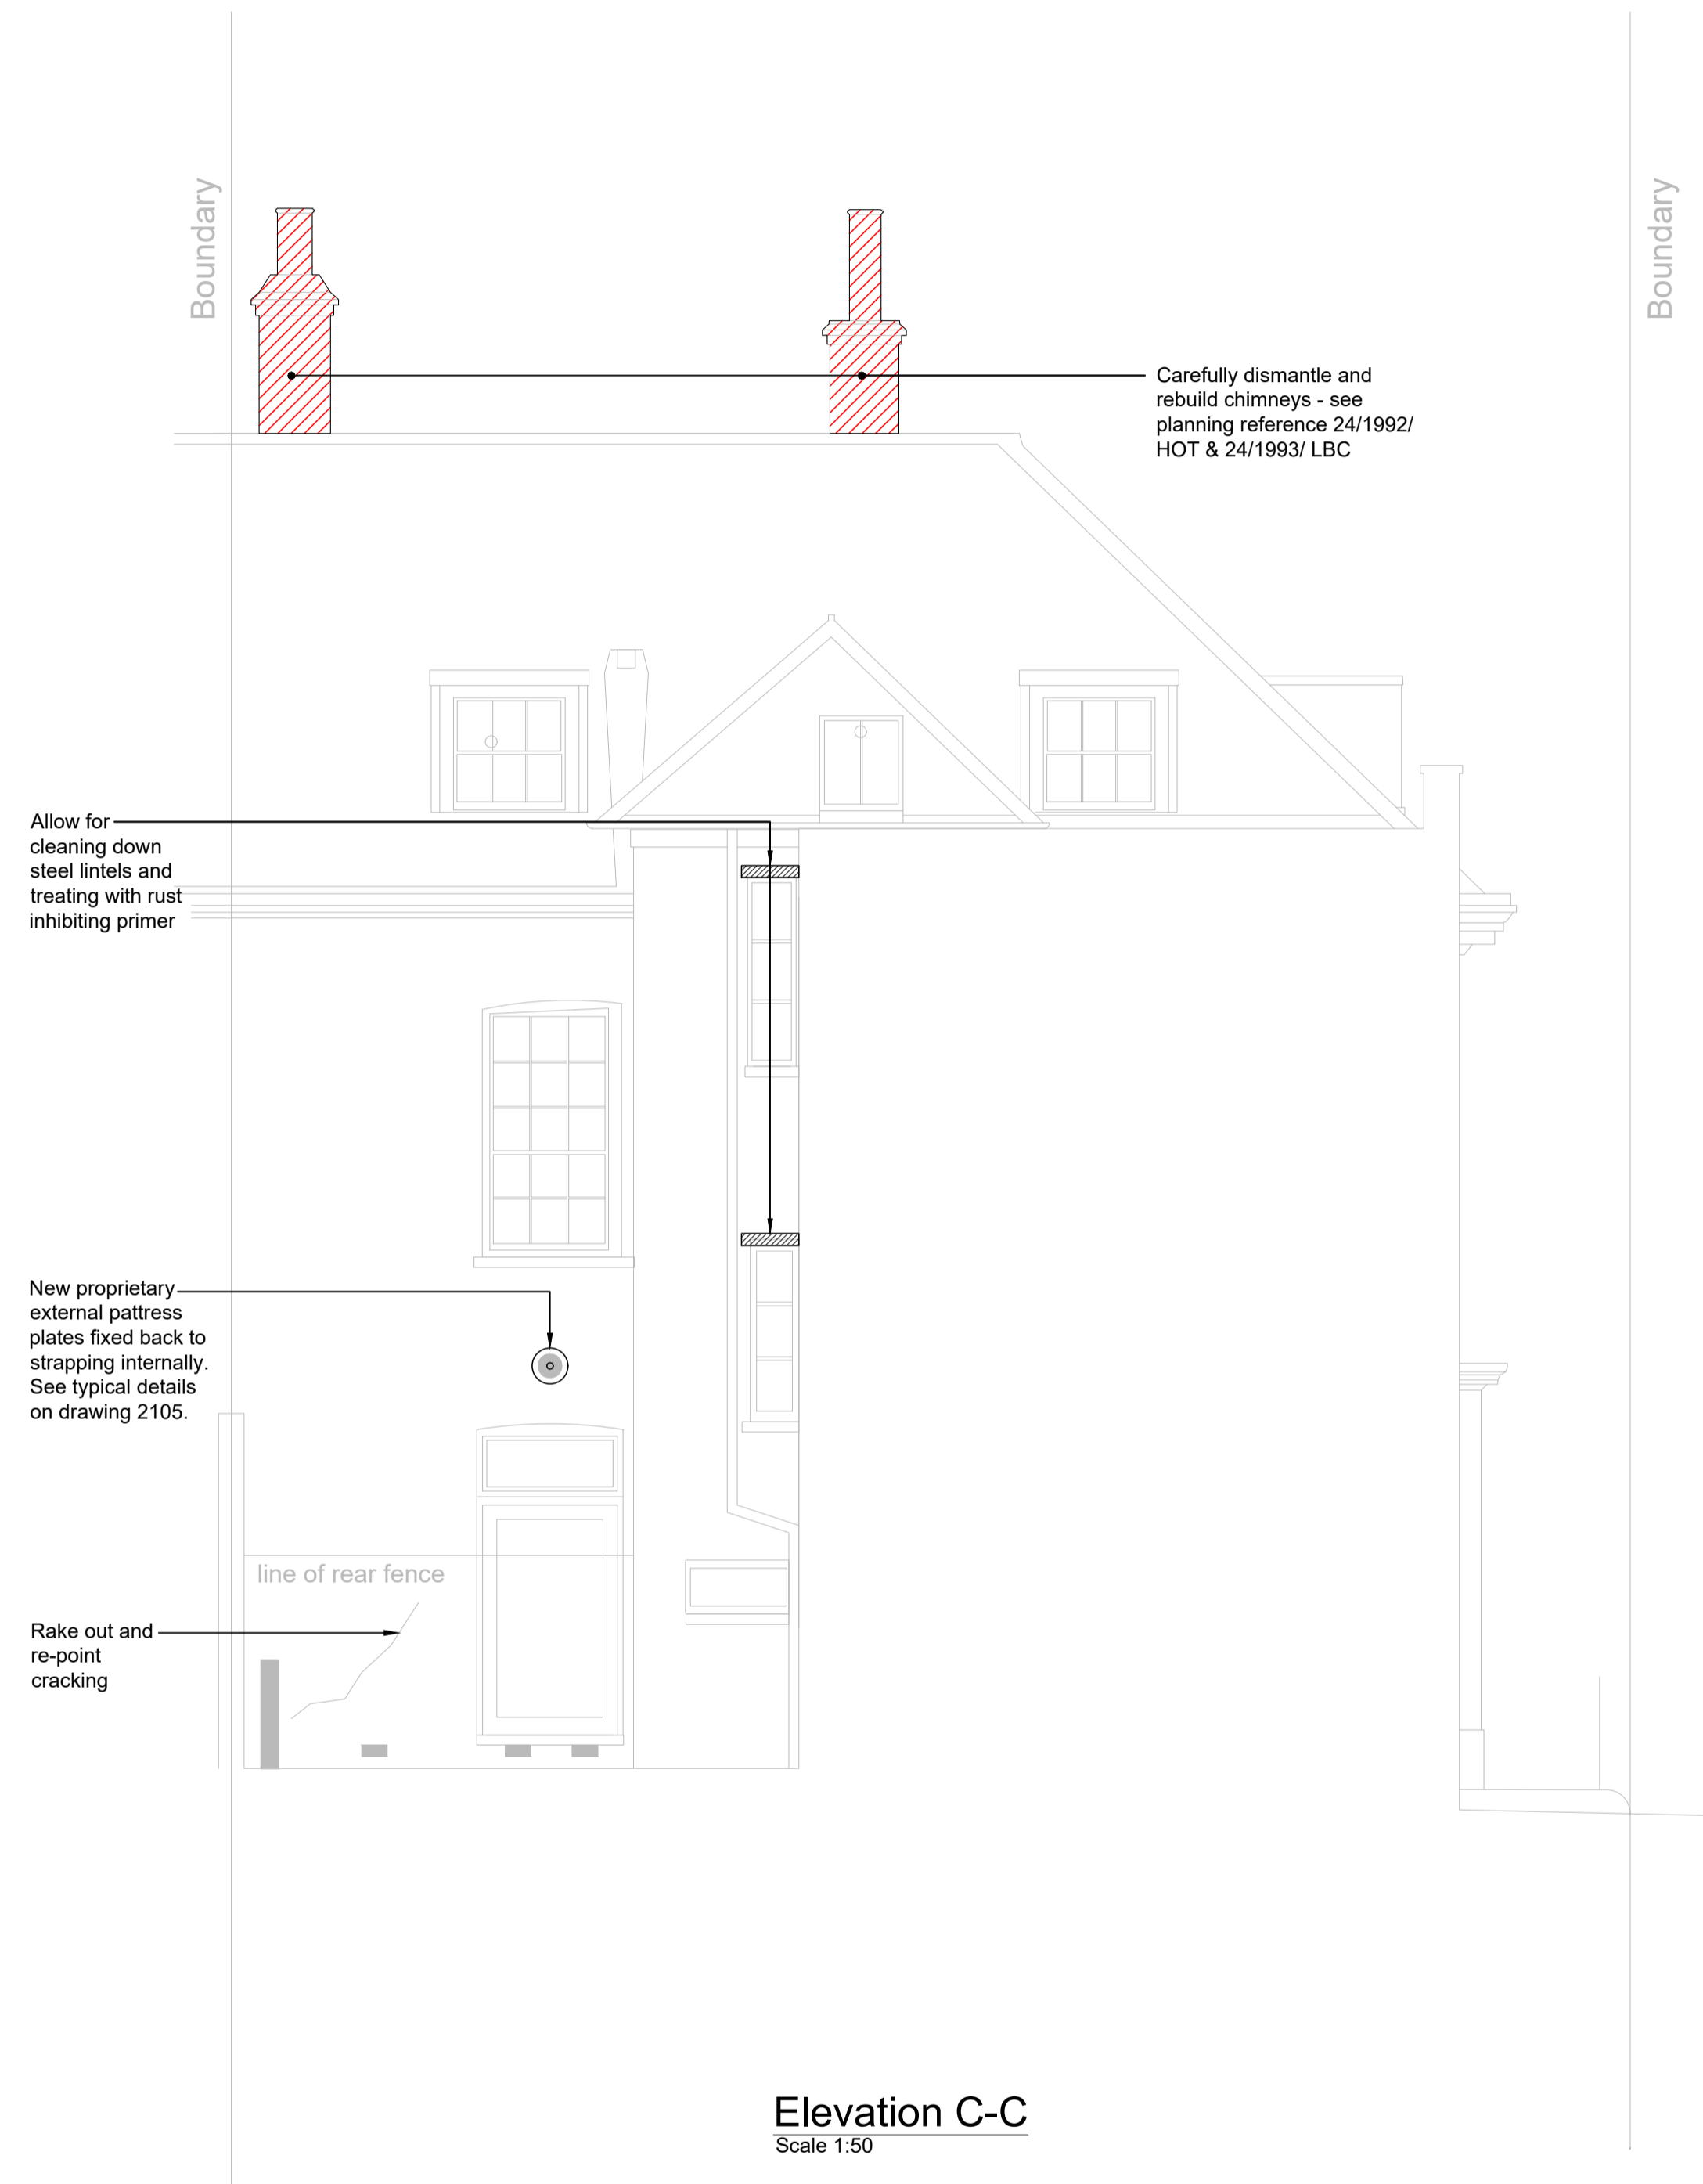 Boundary
Boundary
Carefully dismantle and
rebuild chimneys - see
planning reference 24/1992/
HOT & 24/1993/ LBC
Allow for
cleaning down
steel lintels and
treating with rust
inhibiting primer
New proprietary
external pattress
plates fixed back to
strapping internally.
See typical details
on drawing 2105.
line of rear fence
Rake out and
re-point
cracking
Elevation C-C
Scale 1:50